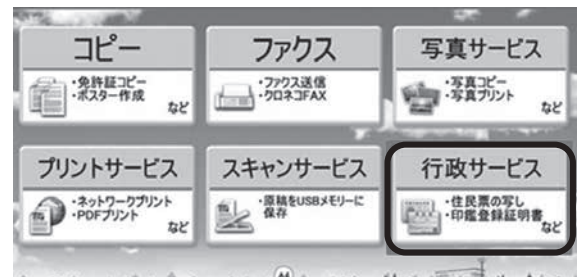 コピー
・免許証コピー
・ポスター作成
など
ファクス
・ファクス送信
・クロネコFAX
写真サービス
・写真コピー
・写真プリント
など
プリントサービス
・ネットワークプリント
・PDFプリント
など
スキャンサービス
・原稿をUSBメモリーに
保存
行政サービス
・住民票の写し
・印鑑登録証明書
など